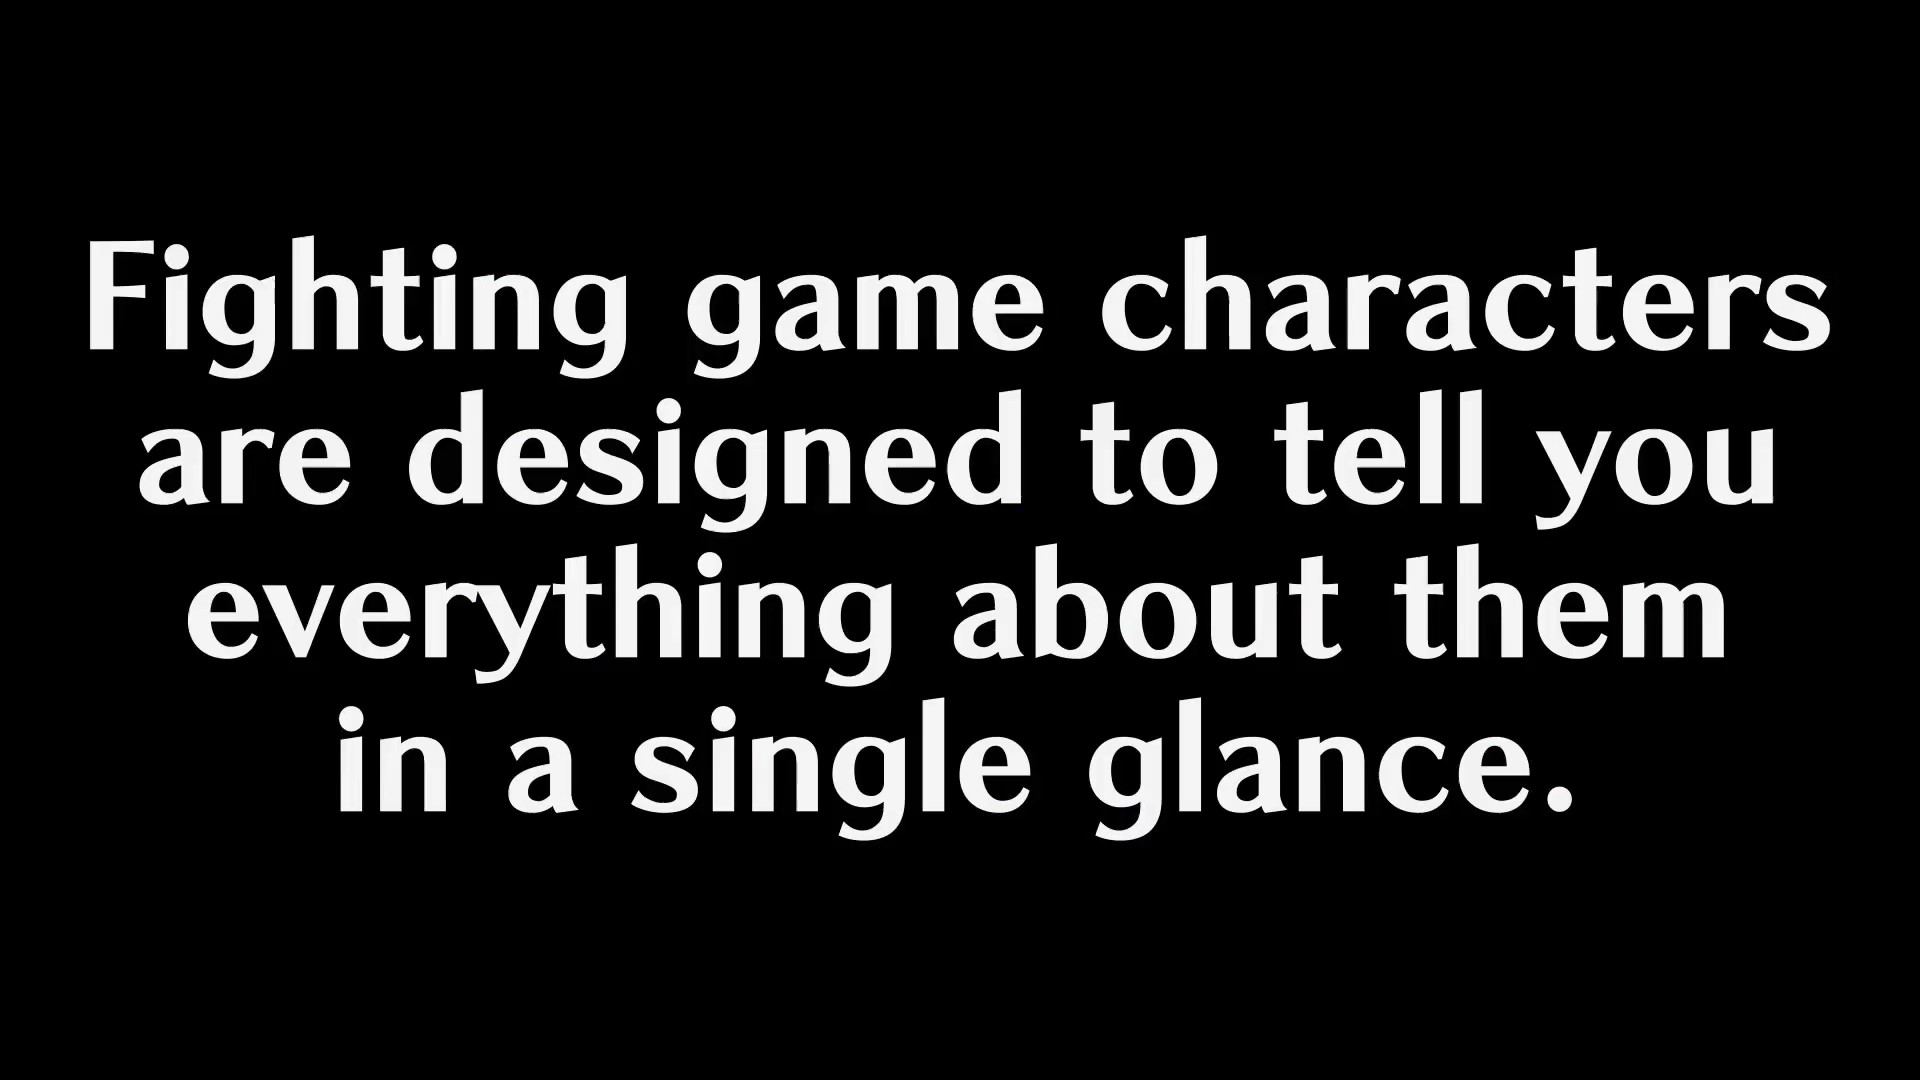 Fighting game characters
are designed to tell you
everything about them
in a single glance.